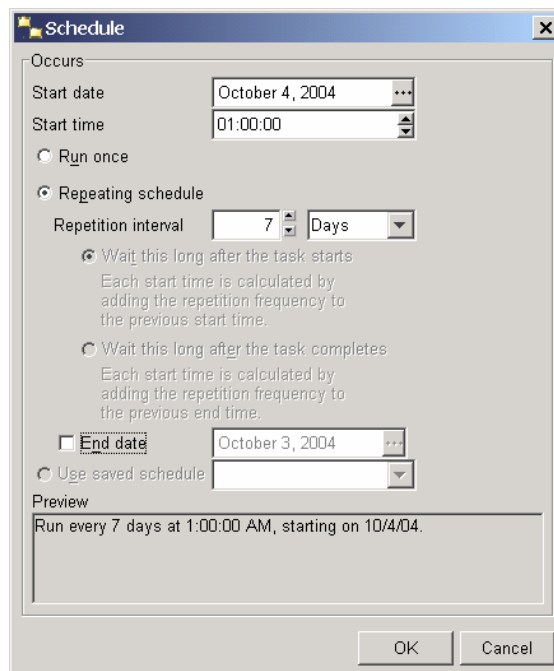 Schedule
Occurs
Start date October 4, 2004 ...
Start time 01:00:00
Run once
Repeating schedule
Repetition interval 7 Days
Wait this long after the task starts
Each start time is calculated by
adding the repetition frequency to
the previous start time.
Wait this long after the task completes
Each start time is calculated by
adding the repetition frequency to
the previous end time.
End date October 3, 2004 ...
Use saved schedule
Preview
Run every 7 days at 1:00:00 AM, starting on 10/4/04.
OK Cancel